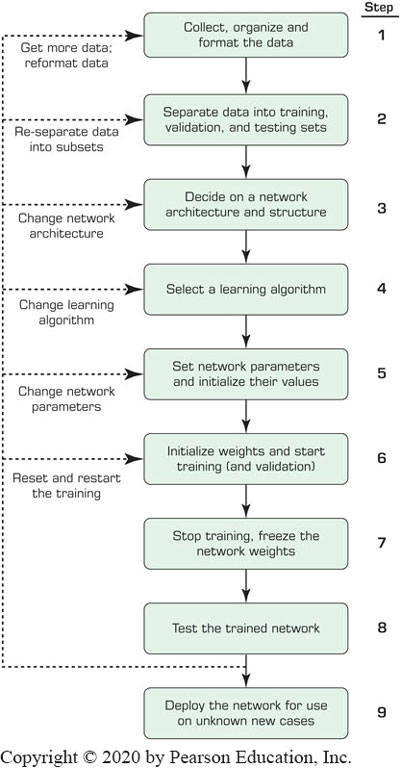 Step
Collect, organize and
format the data
1
Get more data;
reformat data
Separate data into training,
validation, and testing sets
2
Re-separate data
into subsets
Decide on a network
architecture and structure
3
Change network
architecture
Select a learning algorithm
4
Change learning
algorithm
Set network parameters
and initialize their values
5
Change network
parameters
Initialize weights and start
training (and validation)
6
Reset and restart
the training
Stop training, freeze the
network weights
7
Test the trained network
8
Deploy the network for use
on unknown new cases
9
Copyright © 2020 by Pearson Education, Inc.